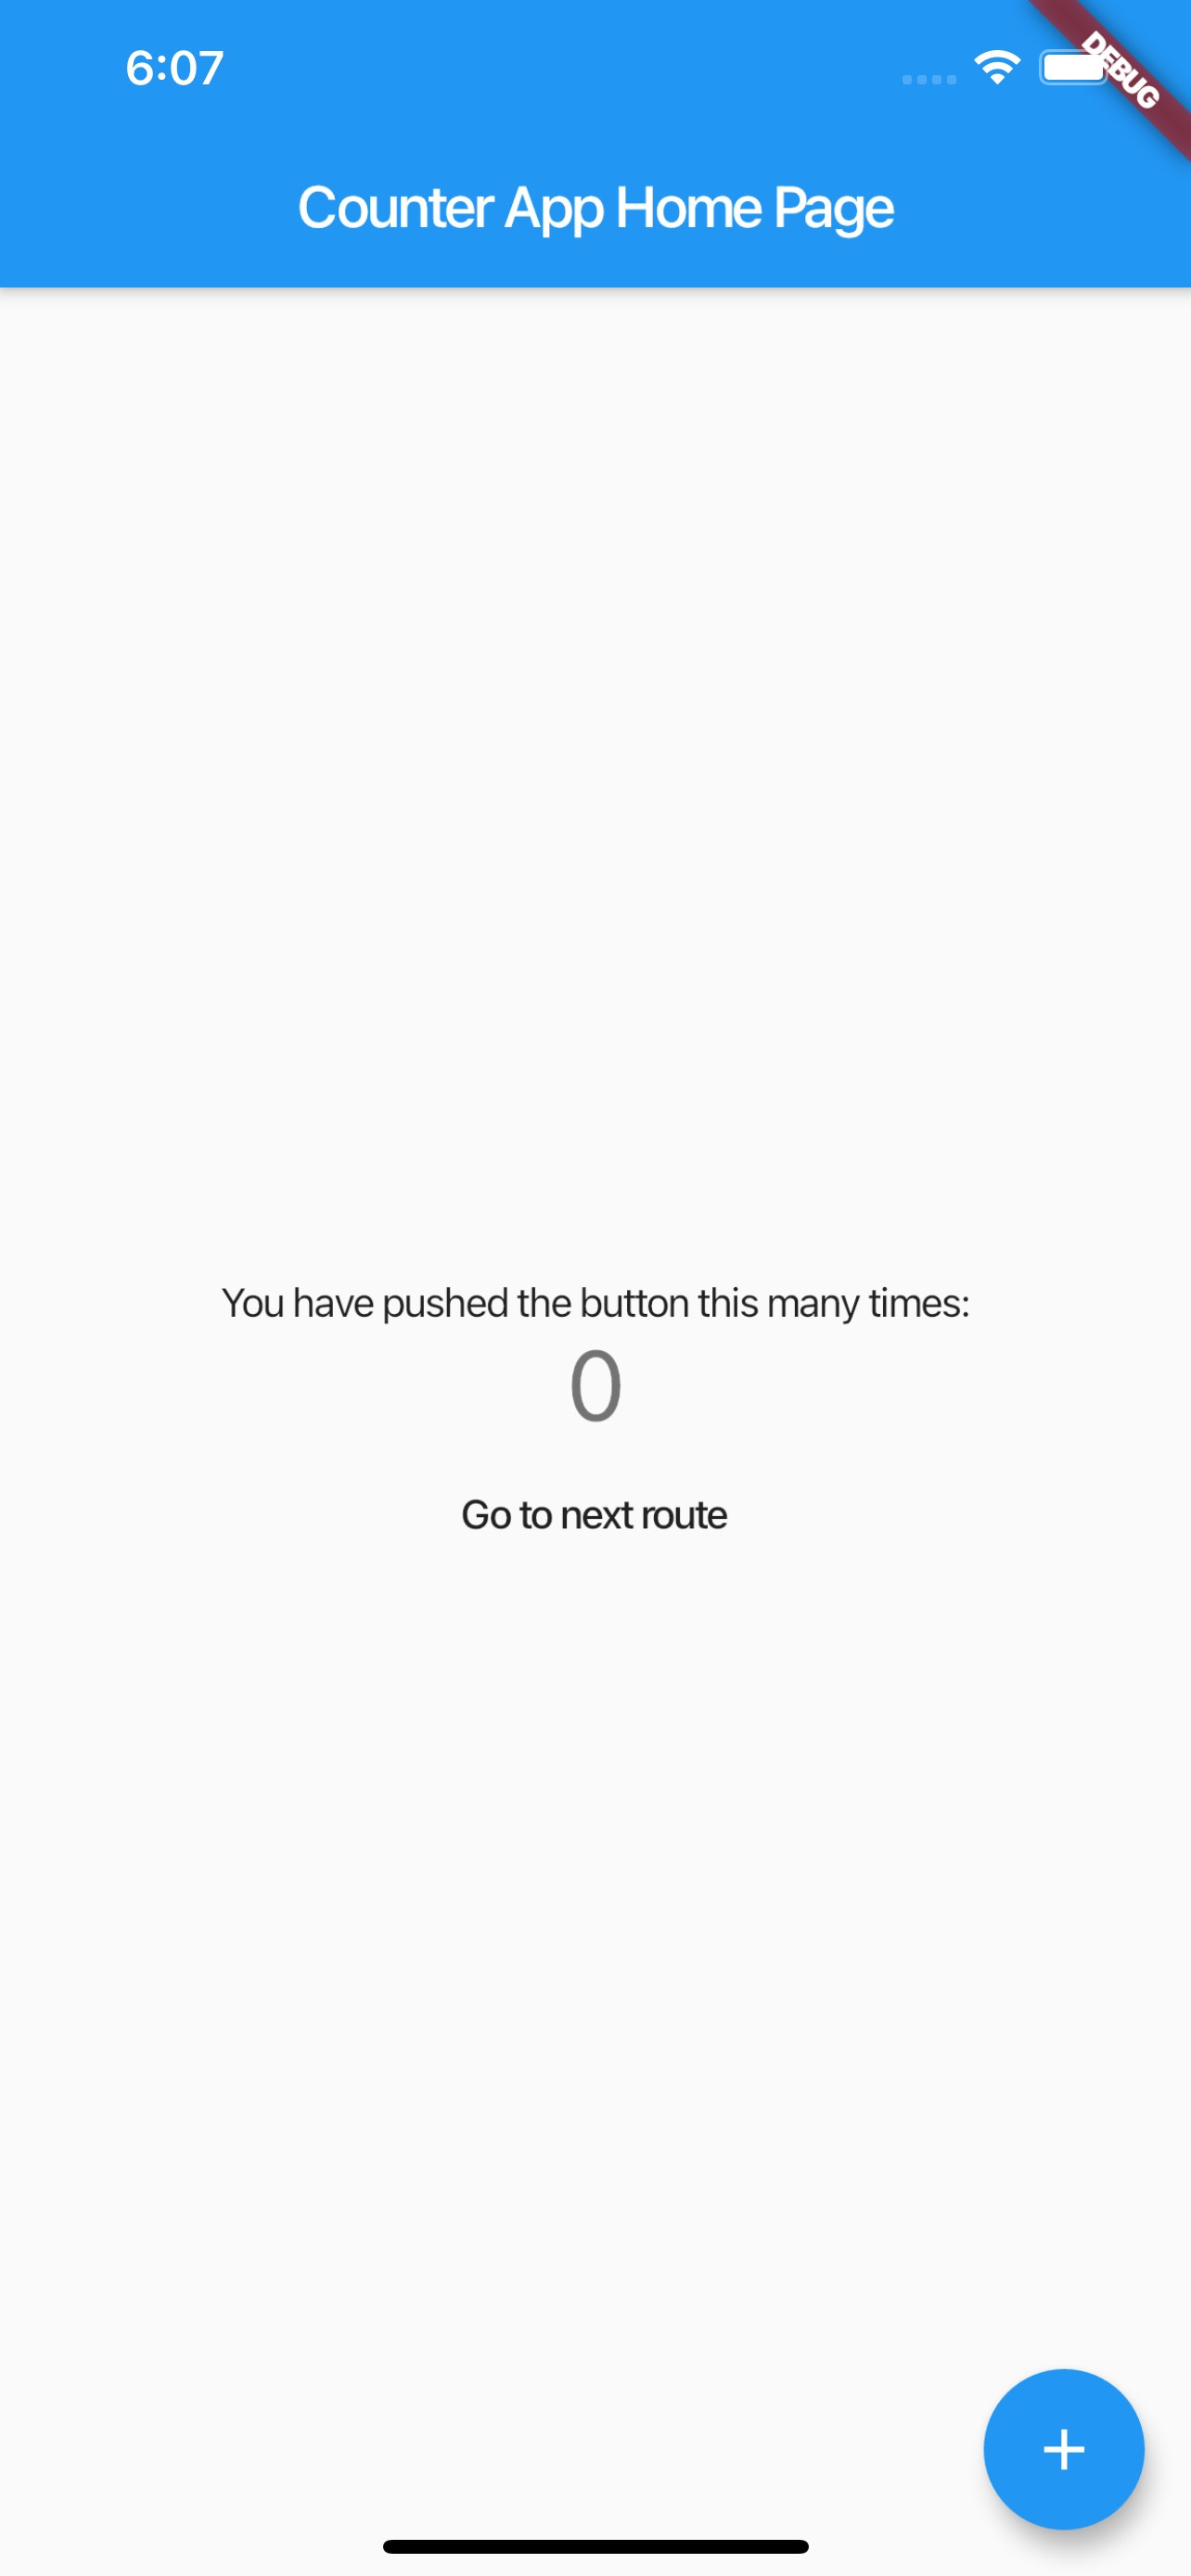 6:07
DEBUG
Counter App Home Page
You have pushed the button this many times:
0
Go to next route
+